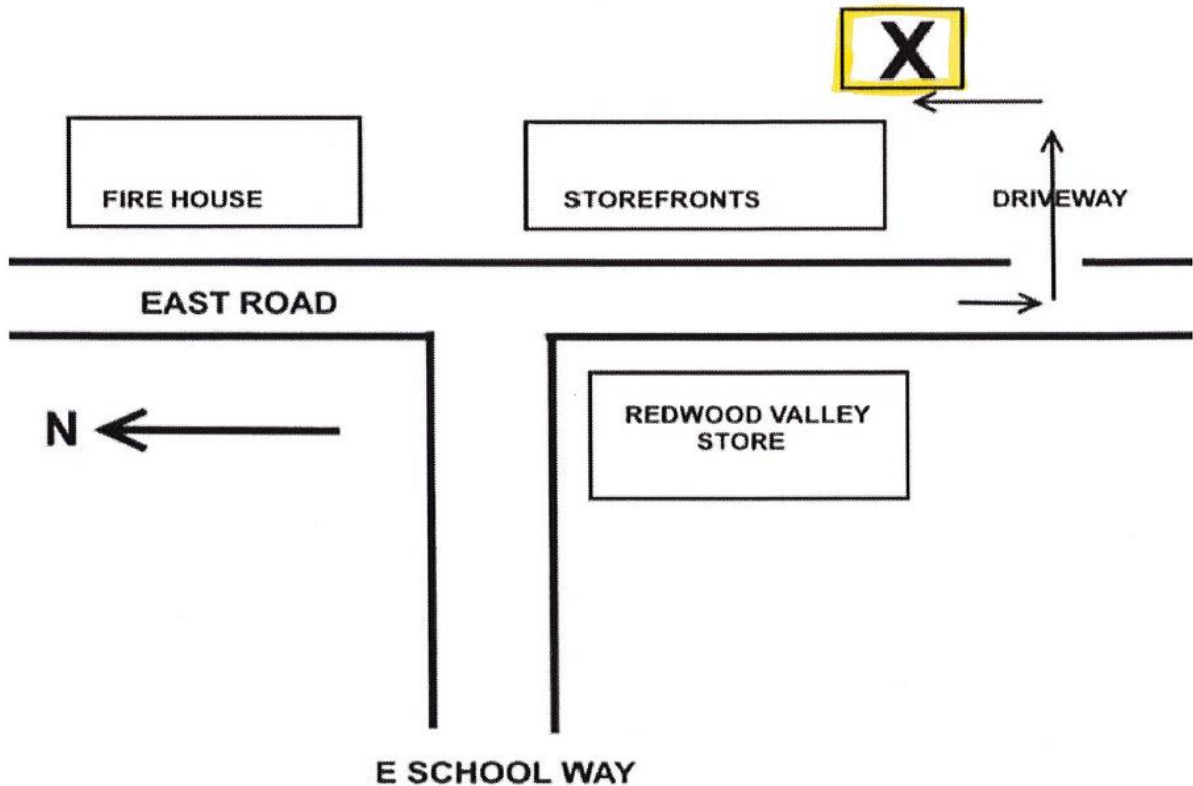 X
FIRE HOUSE
STOREFRONTS
DRIVEWAY
EAST ROAD
N
REDWOOD VALLEY
STORE
E SCHOOL WAY